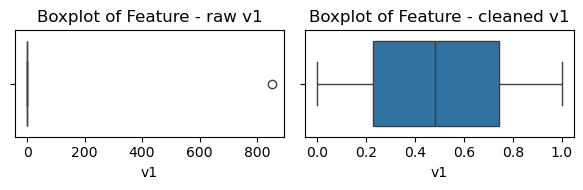 Boxplot of Feature - raw v1
0 200 400 600 800
v1
Boxplot of Feature - cleaned v1
0.0 0.2 0.4 0.6 0.8 1.0
v1